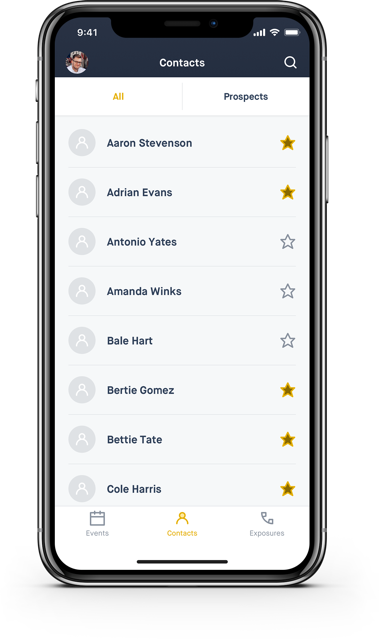 9:41
Contacts
All
Prospects
Aaron Stevenson
Adrian Evans
Antonio Yates
Amanda Winks
Bale Hart
Bertie Gomez
Bettie Tate
Cole Harris
Events
Contacts
Exposures